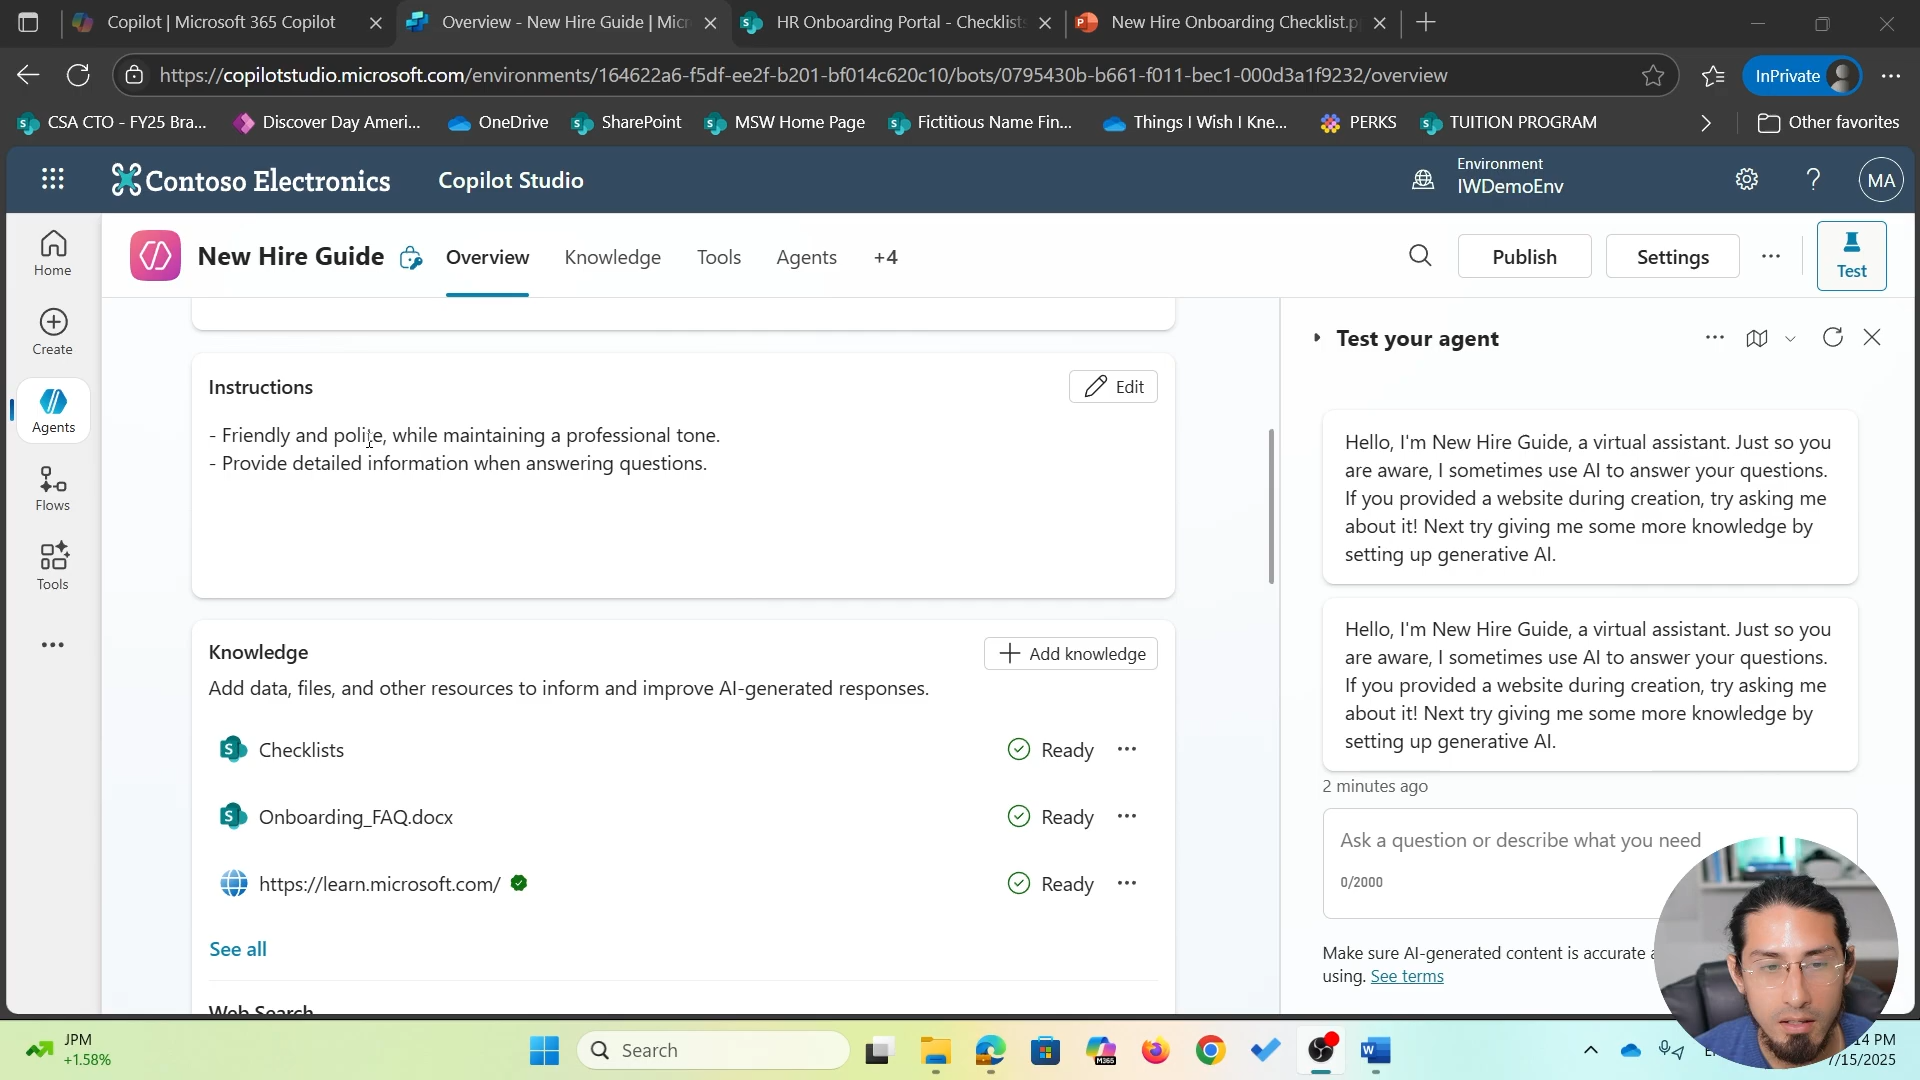 Copilot | Microsoft 365 Copilot
Overview - New Hire Guide | Micr
HR Onboarding Portal - Checklists
New Hire Onboarding Checklist.p
https://copilotstudio.microsoft.com/environments/164622a6-f5df-ee2f-b201-bf014c620c10/bots/0795430b-b661-f011-bec1-000d3a1f9232/overview
InPrivate
CSA CTO - FY25 Bra...
Discover Day Ameri...
OneDrive
SharePoint
MSW Home Page
Fictitious Name Fin...
Things I Wish I Kne...
PERKS
TUITION PROGRAM
Other favorites
Contoso Electronics
Copilot Studio
Environment
IWDemoEnv
MA
Home
Create
Agents
Flows
Tools
New Hire Guide
Overview
Knowledge
Tools
Agents
+4
Publish
Settings
Test
Instructions
Edit
- Friendly and polite, while maintaining a professional tone.
- Provide detailed information when answering questions.
Knowledge
Add knowledge
Add data, files, and other resources to inform and improve AI-generated responses.
Checklists
Ready
Onboarding_FAQ.docx
Ready
https://learn.microsoft.com/
Ready
See all
Web Search
Test your agent
Hello, I'm New Hire Guide, a virtual assistant. Just so you
are aware, I sometimes use AI to answer your questions.
If you provided a website during creation, try asking me
about it! Next try giving me some more knowledge by
setting up generative AI.
Hello, I'm New Hire Guide, a virtual assistant. Just so you
are aware, I sometimes use AI to answer your questions.
If you provided a website during creation, try asking me
about it! Next try giving me some more knowledge by
setting up generative AI.
2 minutes ago
Ask a question or describe what you need
0/2000
Make sure AI-generated content is accurate
using. See terms
JPM
+1.58%
Search
M365
14 PM
7/15/2025